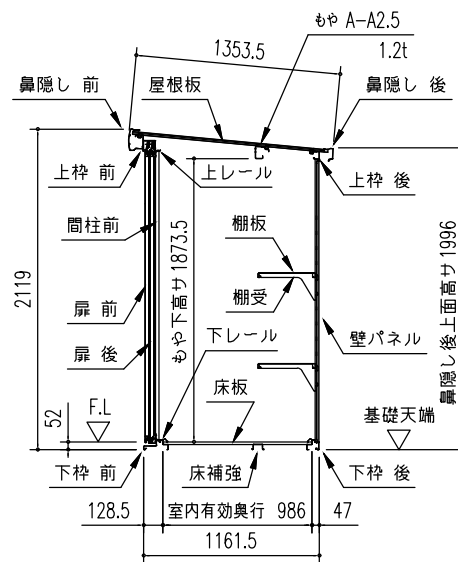 1353.5
もや A-A2.5
1.2t
鼻隠し 前
屋根板
鼻隠し 後
上枠 前
上レール
上枠 後
間柱前
棚板
もや下高サ1873.5
2119
棚受
鼻隠し後上面高サ1996
扉 前
下レール
壁パネル
扉 後
床板
52
F.L
基礎天端
下枠 前
床補強
下枠 後
128.5
室内有効奥行 986
47
1161.5